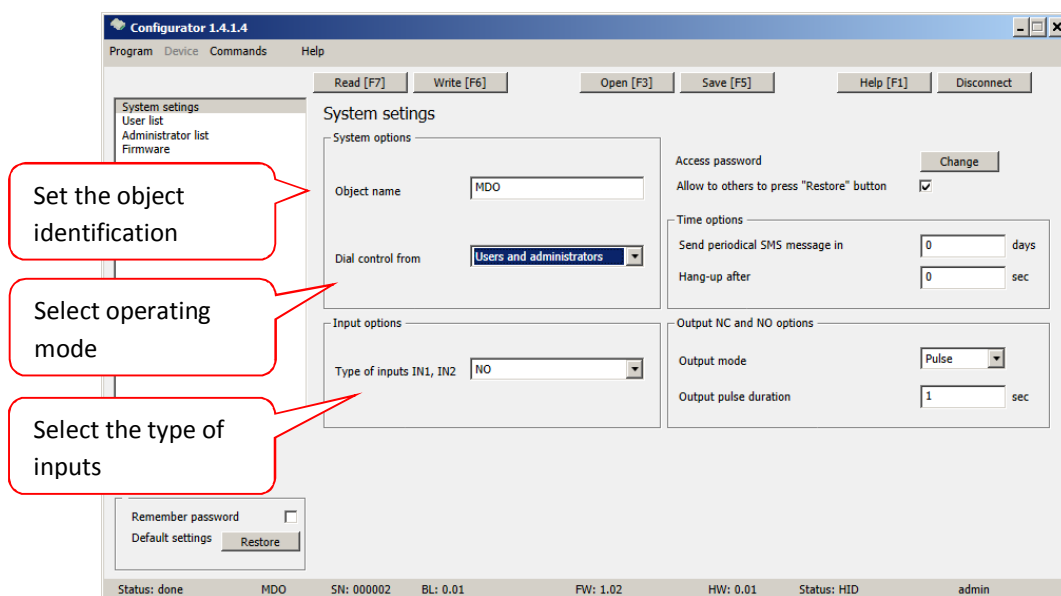 Configurator 1.4.1.4
Program Device Commands Help
Read [F7] Write [F6] Open [F3] Save [F5] Help [F1] Disconnect
System setings
User list
Administrator list
Firmware
System setings
System options
Object name MDO
Dial control from Users and administrators
Access password Change
Allow to others to press "Restore" button
Time options
Send periodical SMS message in 0 days
Hang-up after 0 sec
Input options
Type of inputs IN1, IN2 NO
Output NC and NO options
Output mode Pulse
Output pulse duration 1 sec
Set the object
identification
Select operating
mode
Select the type of
inputs
Remember password
Default settings Restore
Status: done MDO SN: 000002 BL: 0.01 FW: 1.02 HW: 0.01 Status: HID admin